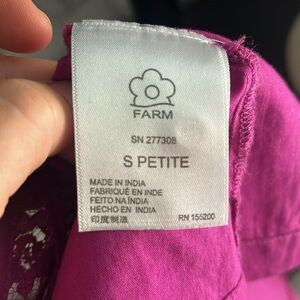 FARM
SN 277308
S PETITE
MADE IN INDIA
FABRIQUÉ EN INDE
FEITO NA ÍNDIA
HECHO EN INDIA
印度制造 RN 155200